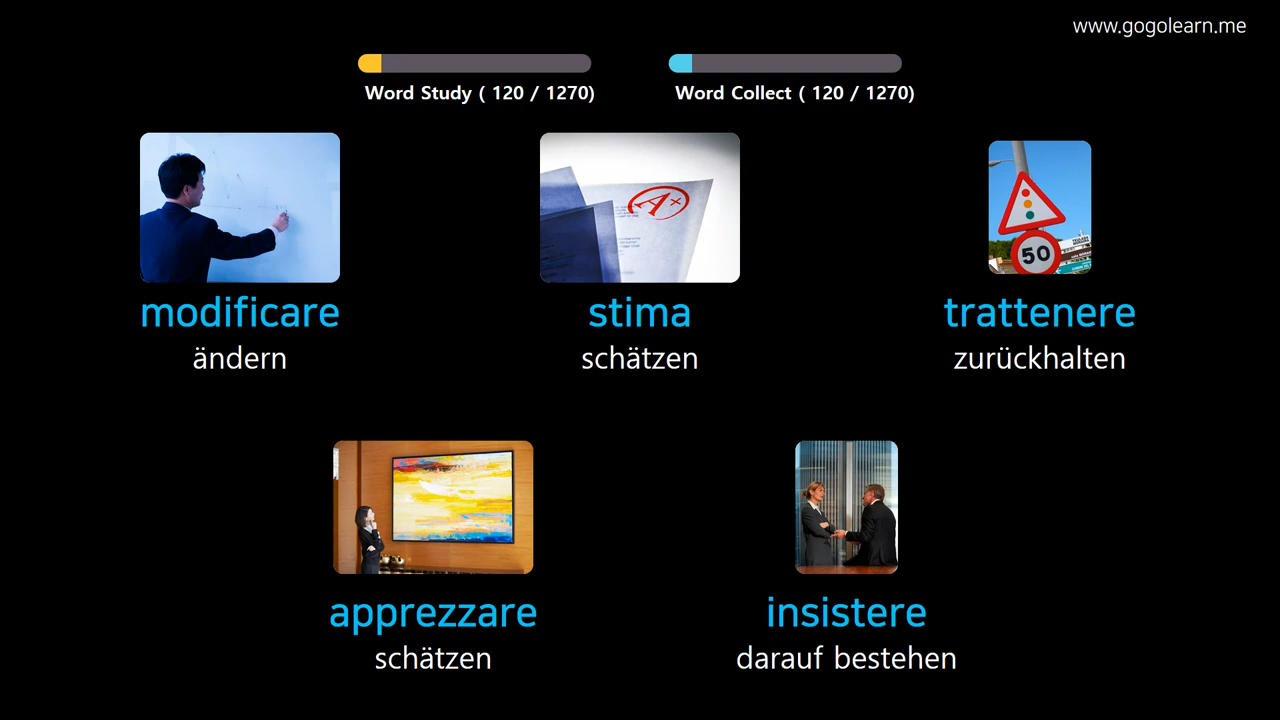 www.gogolearn.me
Word Study ( 120 / 1270)
Word Collect ( 120 / 1270)
A+
50
modificare
stima
trattenere
ändern
schätzen
zurückhalten
apprezzare
insistere
schätzen
darauf bestehen